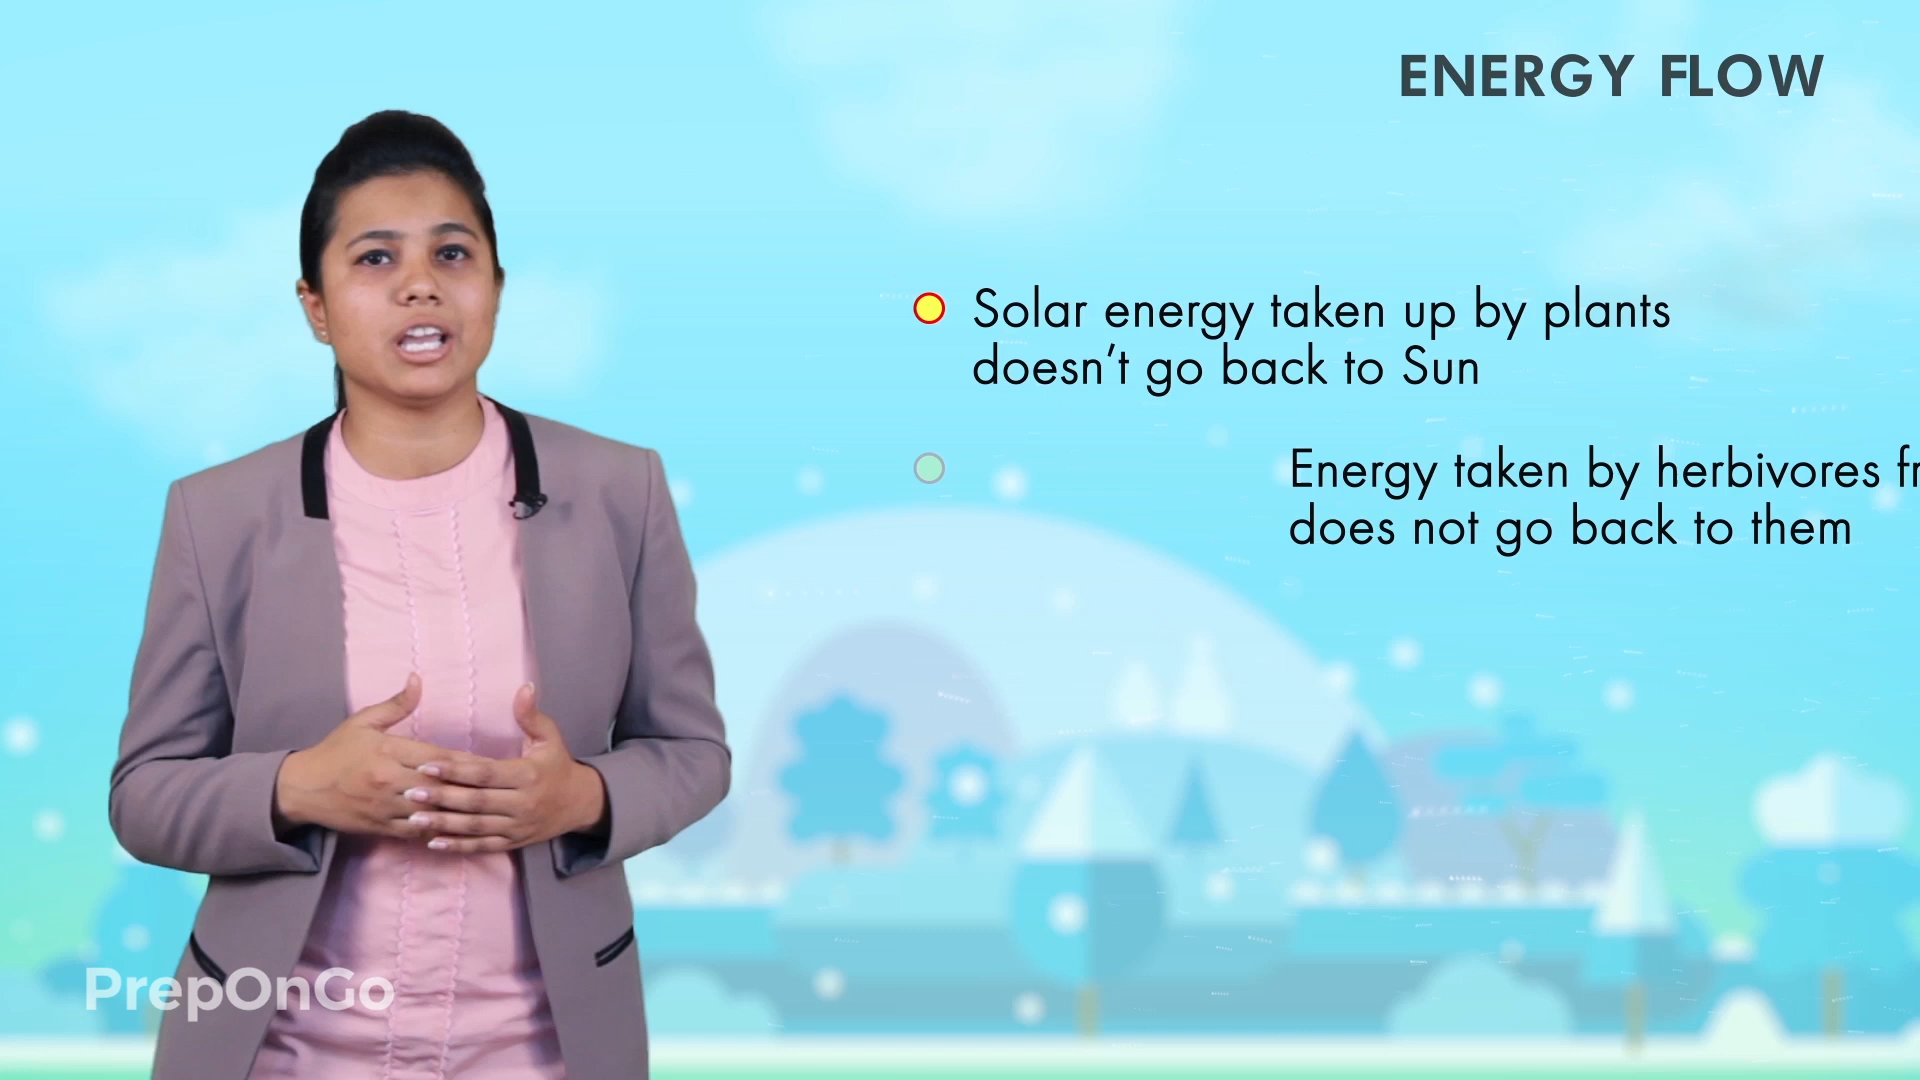 ENERGY FLOW
Solar energy taken up by plants
doesn’t go back to Sun
Energy taken by herbivores
does not go back to them
PrepOnGo